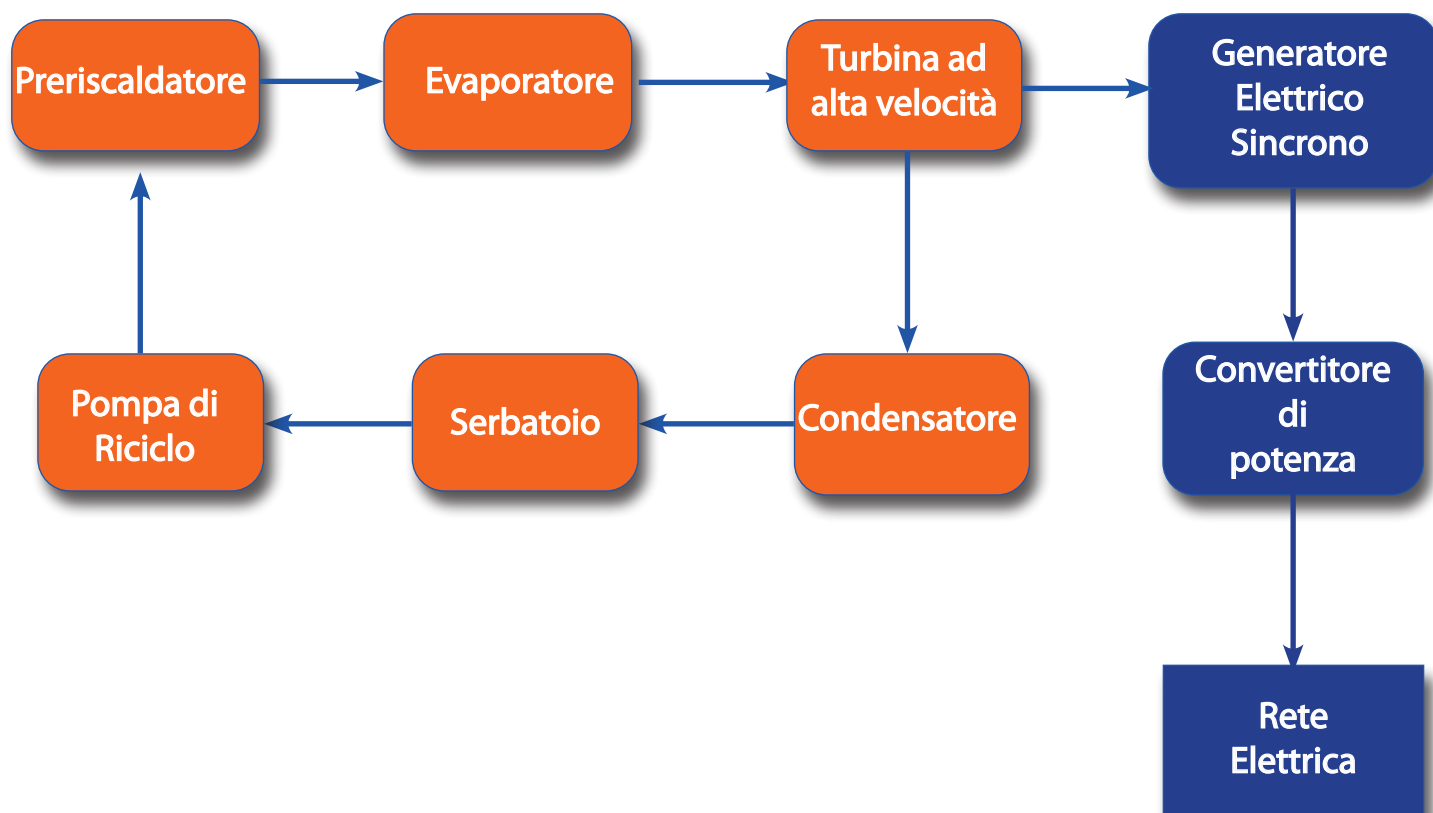 Preriscaldatore
Evaporatore
Turbina ad
alta velocità
Generatore
Elettrico
Sincrono
Pompa di
Riciclo
Serbatoio
Condensatore
Convertitore
di
potenza
Rete
Elettrica